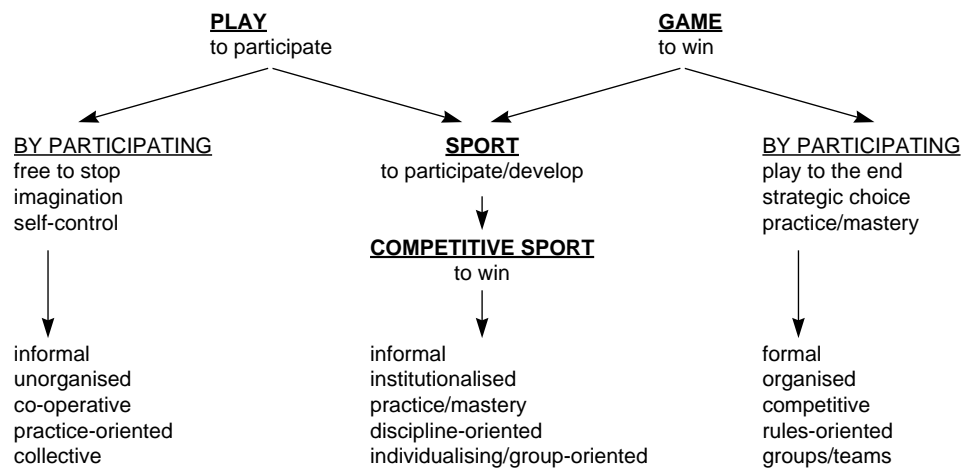 PLAY
to participate
GAME
to win
BY PARTICIPATING
free to stop
imagination
self-control
SPORT
to participate/develop
COMPETITIVE SPORT
to win
BY PARTICIPATING
play to the end
strategic choice
practice/mastery
informal
unorganised
co-operative
practice-oriented
collective
informal
institutionalised
practice/mastery
discipline-oriented
individualising/group-oriented
formal
organised
competitive
rules-oriented
groups/teams